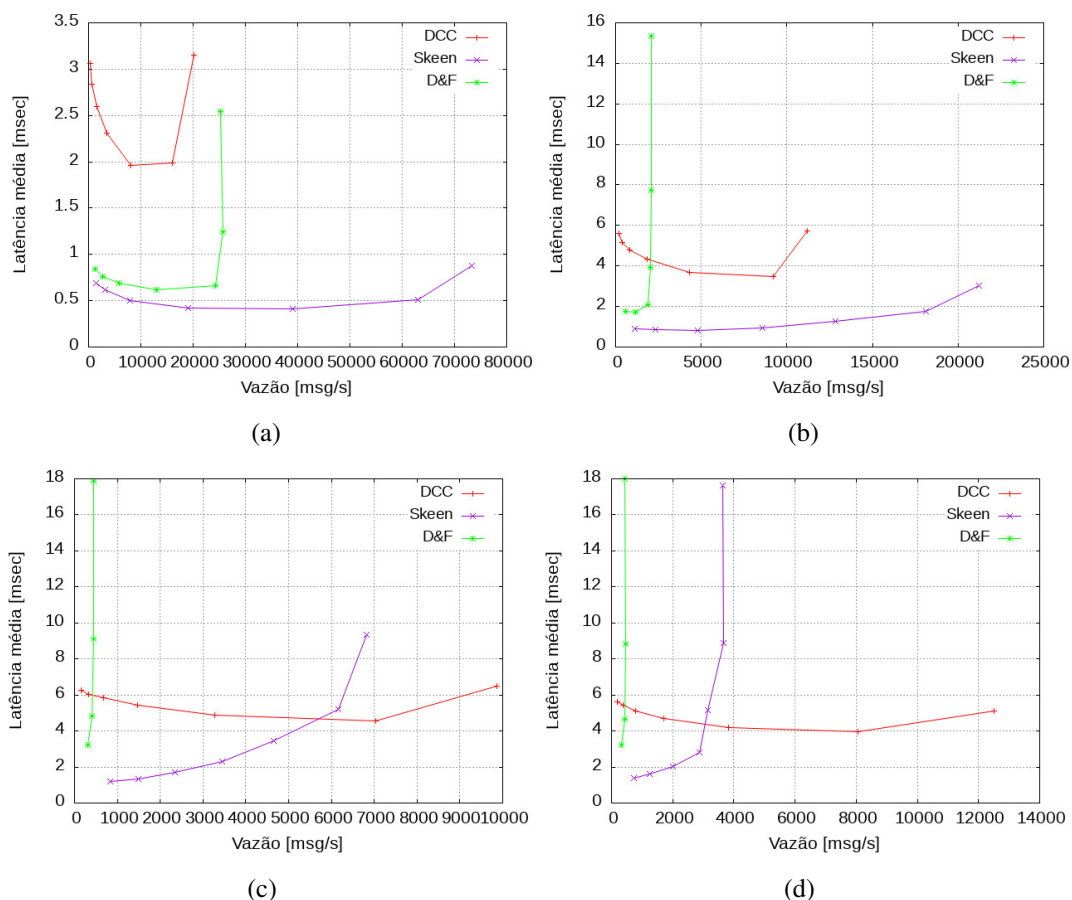 3.5
3
2.5
2
1.5
1
0.5
0
Latência média [msec]
DCC
Skeen
D&F
0 10000 20000 30000 40000 50000 60000 70000 80000
Vazão [msg/s]
(a)
16
14
12
10
8
6
4
2
0
Latência média [msec]
DCC
Skeen
D&F
0 5000 10000 15000 20000 25000
Vazão [msg/s]
(b)
18
16
14
12
10
8
6
4
2
0
Latência média [msec]
DCC
Skeen
D&F
0 1000 2000 3000 4000 5000 6000 7000 8000 9000 10000
Vazão [msg/s]
(c)
18
16
14
12
10
8
6
4
2
0
Latência média [msec]
DCC
Skeen
D&F
0 2000 4000 6000 8000 10000 12000 14000
Vazão [msg/s]
(d)